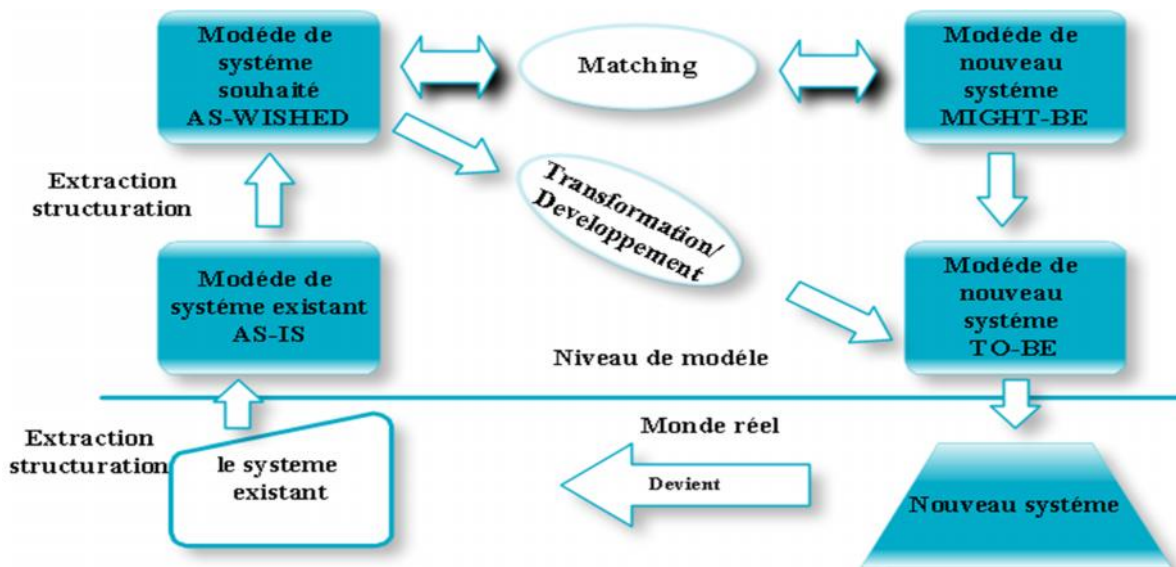 Modéde de
systéme
souhaité
AS-WISHED
Matching
Modéde de
nouveau
systéme
MIGHT-BE
Extraction
structuration
Transformation/
Developpement
Modéde de
systéme existant
AS-IS
Modéde de
nouveau
systéme
TO-BE
Niveau de modéle
Monde réel
Extraction
structuration
le systeme
existant
Devient
Nouveau systéme